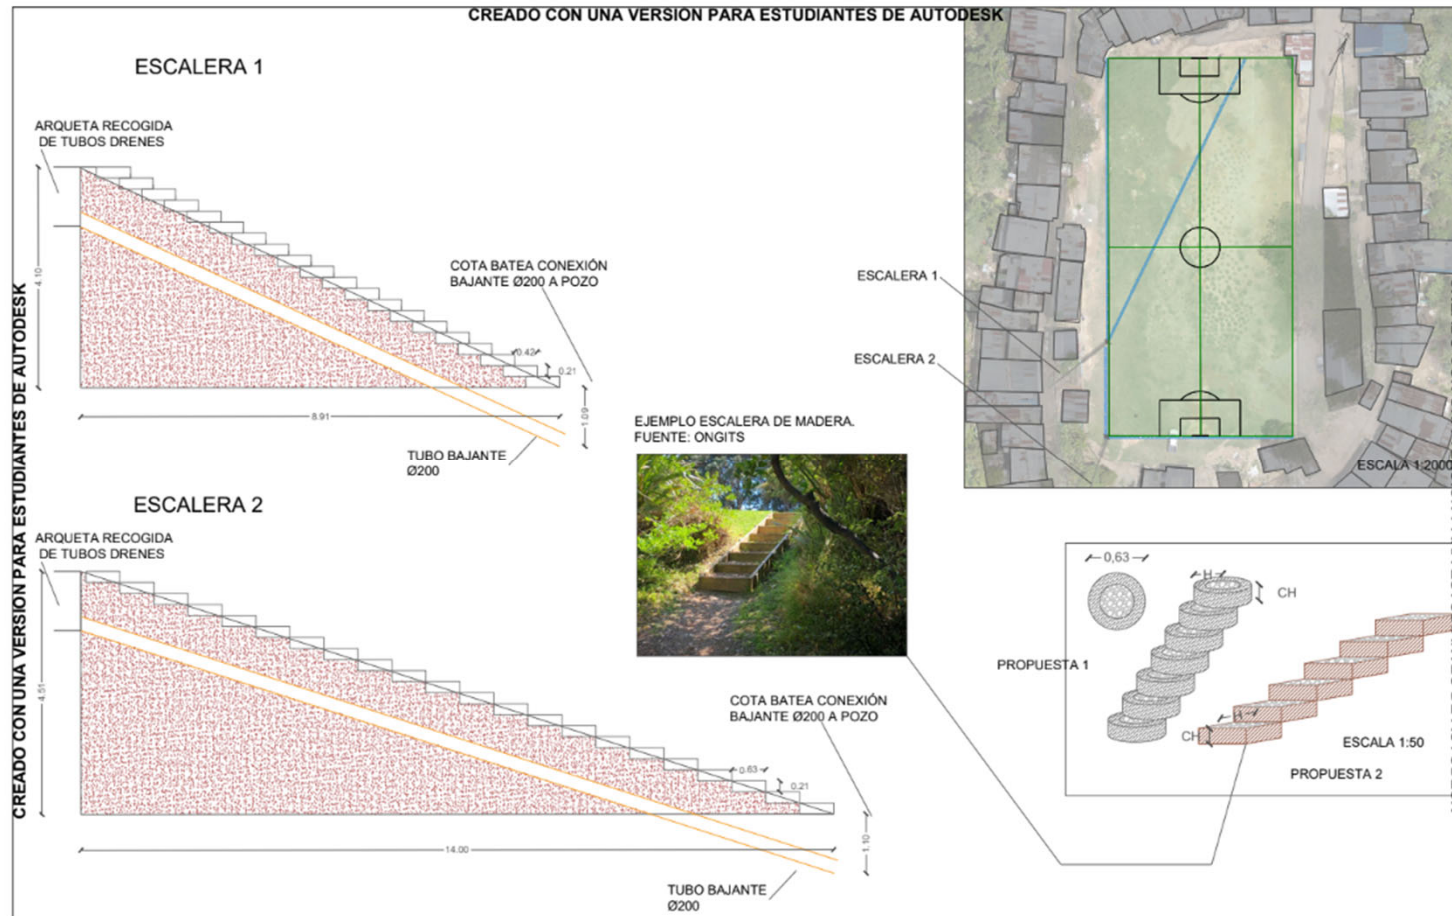 CREADO CON UNA VERSION PARA ESTUDIANTES DE AUTODESK
CREADO CON UNA VERSION PARA ESTUDIANTES DE AUTODESK
ESCALERA 1
ARQUETA RECOGIDA
DE TUBOS DRENES
4.10
COTA BATEA CONEXIÓN
BAJANTE Ø200 A POZO
0.42
0.21
8.91
1.09
TUBO BAJANTE
Ø200
ESCALERA 2
ARQUETA RECOGIDA
DE TUBOS DRENES
4.51
COTA BATEA CONEXIÓN
BAJANTE Ø200 A POZO
0.63
0.21
14.00
1.10
TUBO BAJANTE
Ø200
EJEMPLO ESCALERA DE MADERA.
FUENTE: ONGITS
ESCALERA 1
ESCALERA 2
ESCALA 1:2000
0,63
H
CH
PROPUESTA 1
H
CH
ESCALA 1:50
PROPUESTA 2